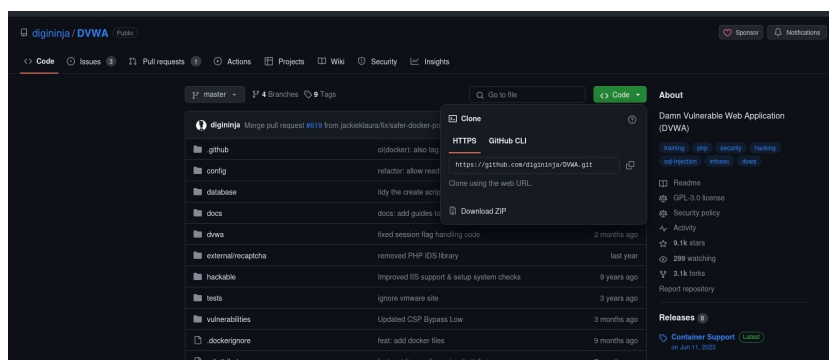 digininja / DVWA Public
Sponsor Notifications
Code Issues 3 Pull requests 1 Actions Projects Wiki Security Insights
master 4 Branches 9 Tags Go to file Code
About
Damn Vulnerable Web Application
(DVWA)
training php security hacking
sql-injection infosec dvwa
Readme
GPL-3.0 license
Security policy
Activity
9.1k stars
299 watching
3.1k forks
Report repository
Releases 8
Container Support Latest
on Jun 11, 2023
digininja Merge pull request #619 from jackieklaura/fix/safer-docker-po
Clone
HTTPS GitHub CLI
https://github.com/digininja/DVWA.git
Clone using the web URL.
Download ZIP
.github ci(docker): also tag
config refactor: allow read
database tidy the create scrip
docs docs: add guides to
dvwa fixed session flag handling code 2 months ago
external/recaptcha removed PHP IDS library last year
hackable Improved IIS support & setup system checks 9 years ago
tests ignore vmware site 3 years ago
vulnerabilities Updated CSP Bypass Low 3 months ago
.dockerignore feat: add docker files 9 months ago